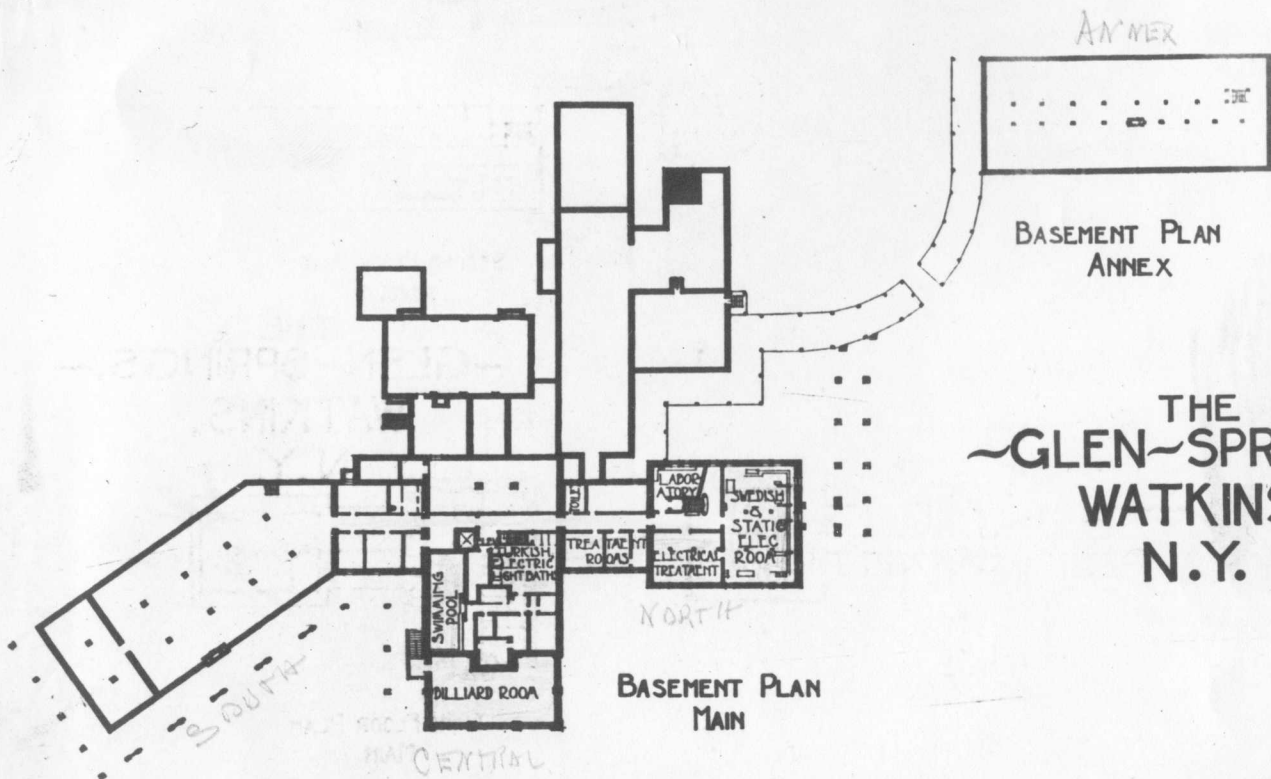 ANNEX
BASEMENT PLAN
ANNEX
THE
~GLEN~SPR
WATKINS
N.Y.
LABOR
ATORY
SWEDISH
&
STATIC
ELEC
ROOM
TREATMENT
ROOMS
ELECTRICAL
TREATMENT
TURKISH
ELECTRIC
LIGHT BATH
SWIMMING
POOL
BILLIARD ROOM
NORTH
SOUTH
CENTRAL
BASEMENT PLAN
MAIN